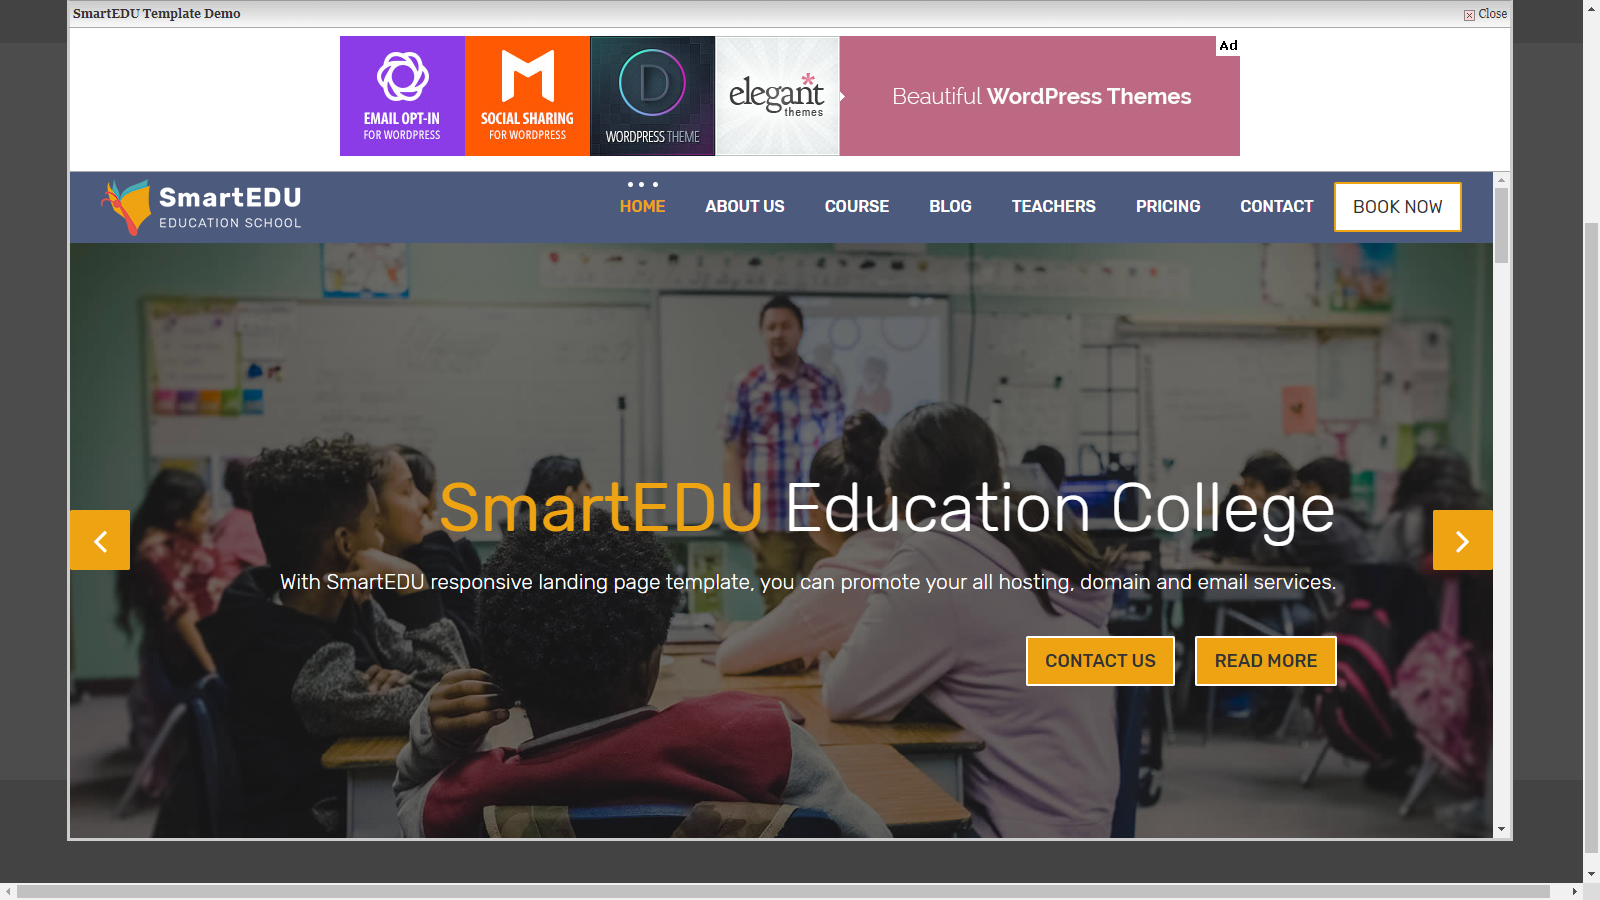 SmartEDU Template Demo
Close
Ad
EMAIL OPT-IN
FOR WORDPRESS
SOCIAL SHARING
FOR WORDPRESS
D
WORDPRESS THEME
elegant
themes
Beautiful WordPress Themes
SmartEDU
EDUCATION SCHOOL
HOME
ABOUT US
COURSE
BLOG
TEACHERS
PRICING
CONTACT
BOOK NOW
SmartEDU Education College
With SmartEDU responsive landing page template, you can promote your all hosting, domain and email services.
CONTACT US
READ MORE